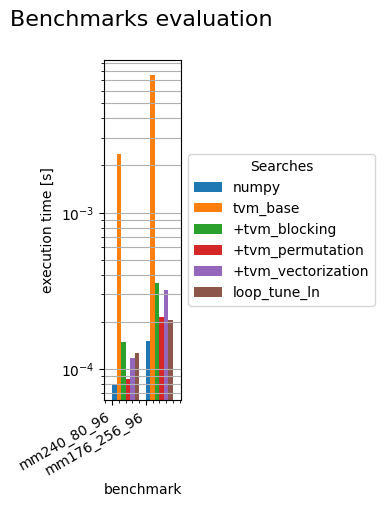 Benchmarks evaluation
execution time [s]
10⁻³
10⁻⁴
mm240_80_96
mm176_256_96
benchmark
Searches
numpy
tvm_base
+tvm_blocking
+tvm_permutation
+tvm_vectorization
loop_tune_ln